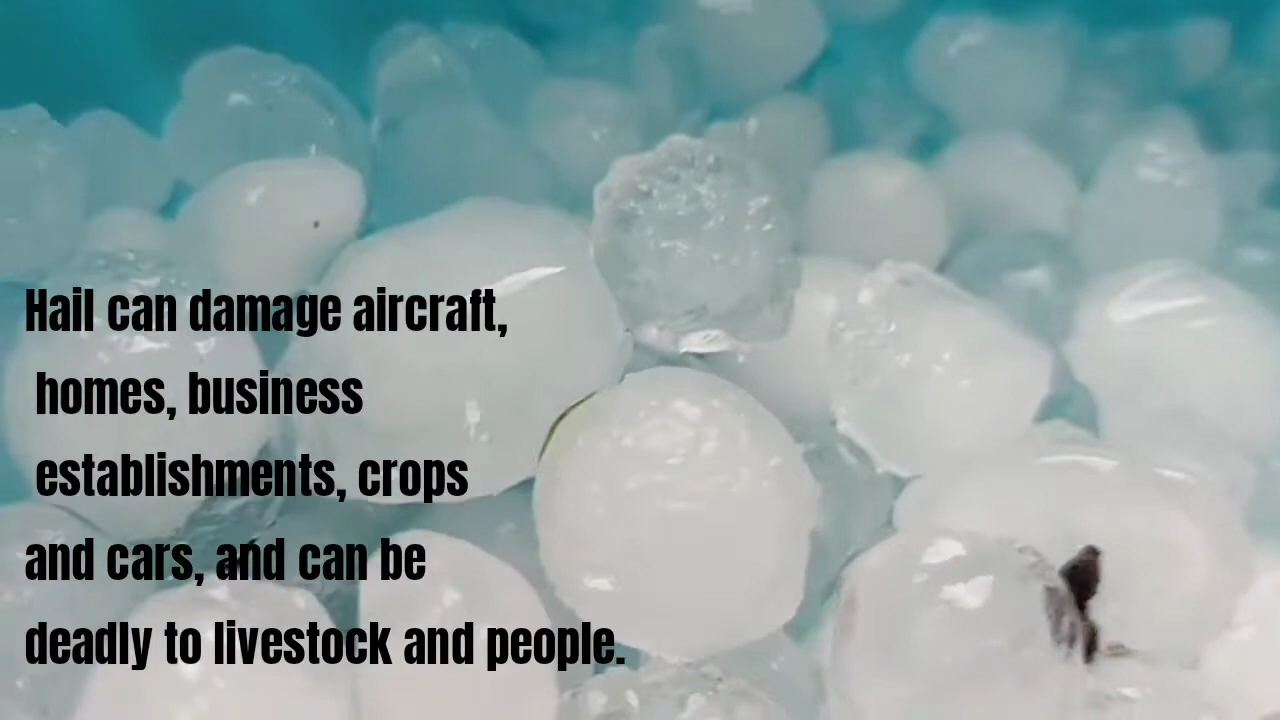 Hail can damage aircraft,
homes, business
establishments, crops
and cars, and can be
deadly to livestock and people.